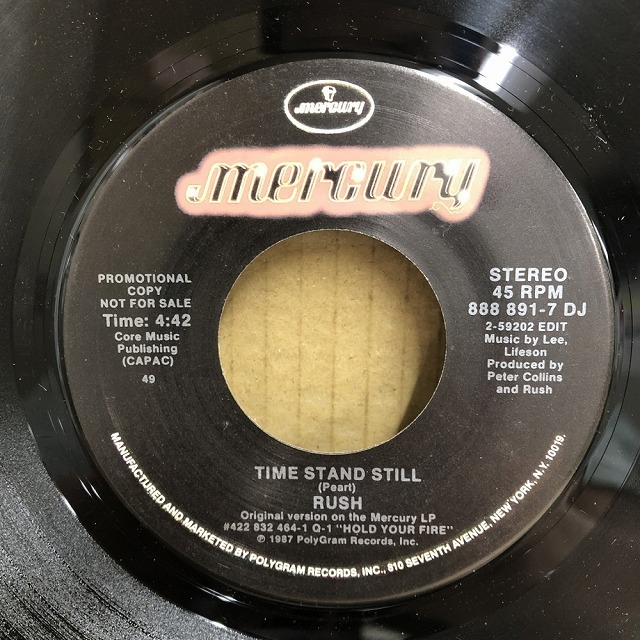 mercury
mercury
PROMOTIONAL
COPY
NOT FOR SALE
Time: 4:42
Core Music
Publishing
(CAPAC)
49
STEREO
45 RPM
888 891-7 DJ
2-59202 EDIT
Music by Lee,
Lifeson
Produced by
Peter Collins
and Rush
TIME STAND STILL
(Peart)
RUSH
Original version on the Mercury LP
#422 832 464-1 Q-1 "HOLD YOUR FIRE"
℗ 1987 PolyGram Records, Inc.
MANUFACTURED AND MARKETED BY POLYGRAM RECORDS, INC., 810 SEVENTH AVENUE, NEW YORK, N.Y. 10019.